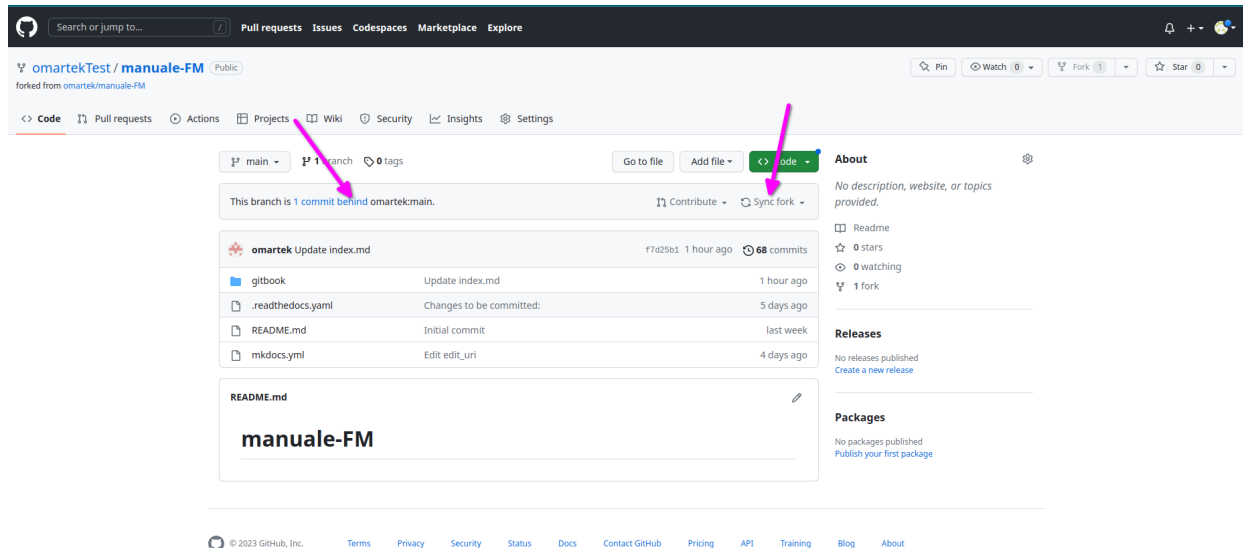 Search or jump to... / Pull requests Issues Codespaces Marketplace Explore
omartekTest / manuale-FM Public
Pin Watch 0 Fork 1 Star 0
forked from omartek/manuale-FM
Code Pull requests Actions Projects Wiki Security Insights Settings
main 1 branch 0 tags Go to file Add file Code
This branch is 1 commit behind omartek:main. Contribute Sync fork
omartek Update index.md f7d25b1 1 hour ago 68 commits
gitbook Update index.md 1 hour ago
.readthedocs.yaml Changes to be committed: 5 days ago
README.md Initial commit last week
mkdocs.yml Edit edit_uri 4 days ago
README.md
manuale-FM
About
No description, website, or topics
provided.
Readme
0 stars
0 watching
1 fork
Releases
No releases published
Create a new release
Packages
No packages published
Publish your first package
© 2023 GitHub, Inc. Terms Privacy Security Status Docs Contact GitHub Pricing API Training Blog About